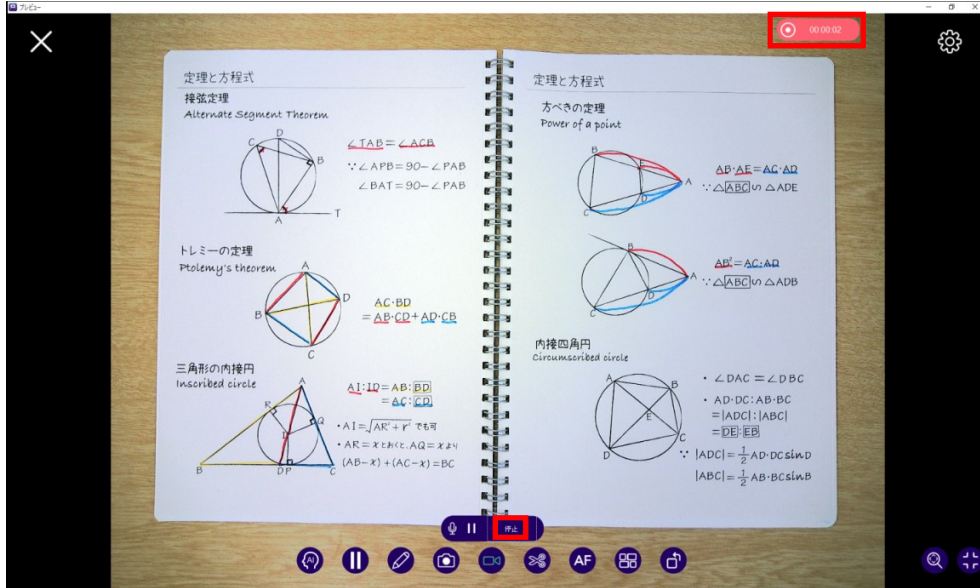 プレビュー
00:00:02
定理と方程式
接弦定理
Alternate Segment Theorem
C
D
B
A
T
∠TAB=∠ACB
∵∠APB=90-∠PAB
∠BAT=90-∠PAB
トレミーの定理
Ptolemy's theorem
A
B
D
C
AC·BD
=AB·CD+AD·CB
三角形の内接円
Inscribed circle
A
R
Q
I
B
D
P
C
AI:ID=AB:BD
=AC:CD
・AI=√AR²+r² でも可
・AR=xとおくと、AQ=xより
(AB-x)+(AC-x)=BC
定理と方程式
方べきの定理
Power of a point
B
E
A
D
C
AB·AE=AC·AD
∵△ABC∽△ADE
B
A
D
C
AB²=AC·AD
∵△ABC∽△ADB
内接四角円
Circumscribed circle
A
B
E
D
C
・∠DAC=∠DBC
・AD·DC:AB·BC
=|ADC|:|ABC|
=DE:EB
∵|ADC|=1/2 AD·DCsinD
|ABC|=1/2 AB·BCsinB
停止
AI
AF